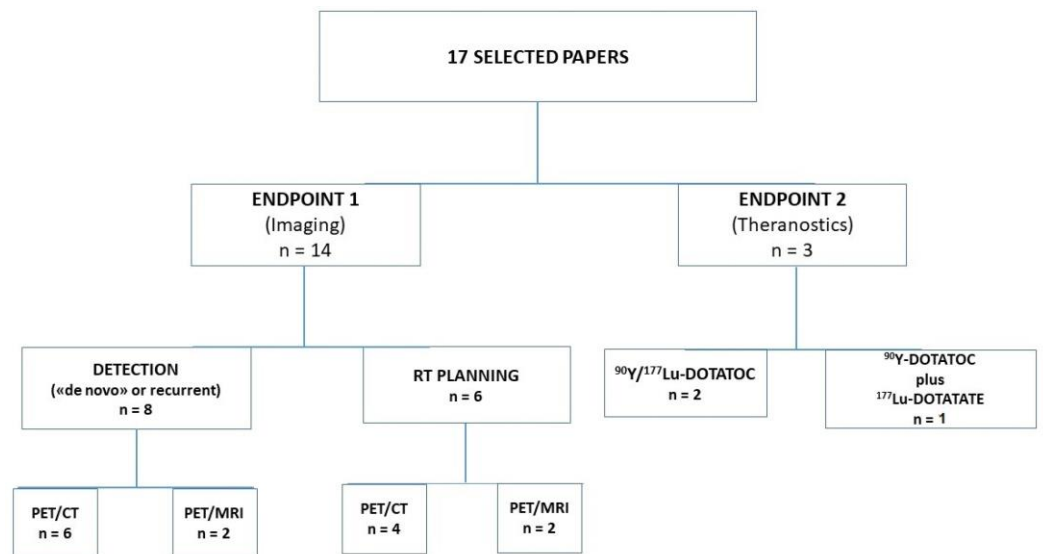 17 SELECTED PAPERS
ENDPOINT 1
(Imaging)
n = 14
ENDPOINT 2
(Theranostics)
n = 3
DETECTION
(«de novo» or recurrent)
n = 8
RT PLANNING
n = 6
⁹⁰Y/¹⁷⁷Lu-DOTATOC
n = 2
⁹⁰Y-DOTATOC
plus
¹⁷⁷Lu-DOTATATE
n = 1
PET/CT
n = 6
PET/MRI
n = 2
PET/CT
n = 4
PET/MRI
n = 2